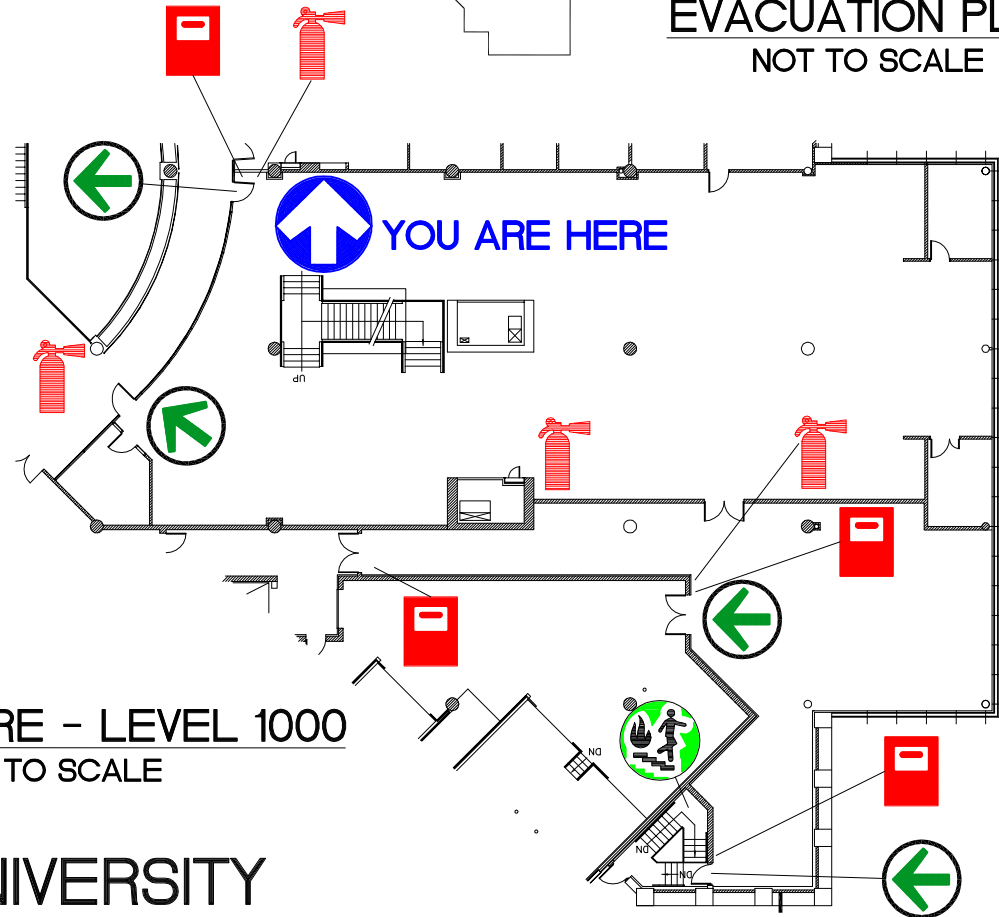 EVACUATION PL
NOT TO SCALE
YOU ARE HERE
UP
DN
DN
DN
RE - LEVEL 1000
TO SCALE
NIVERSITY